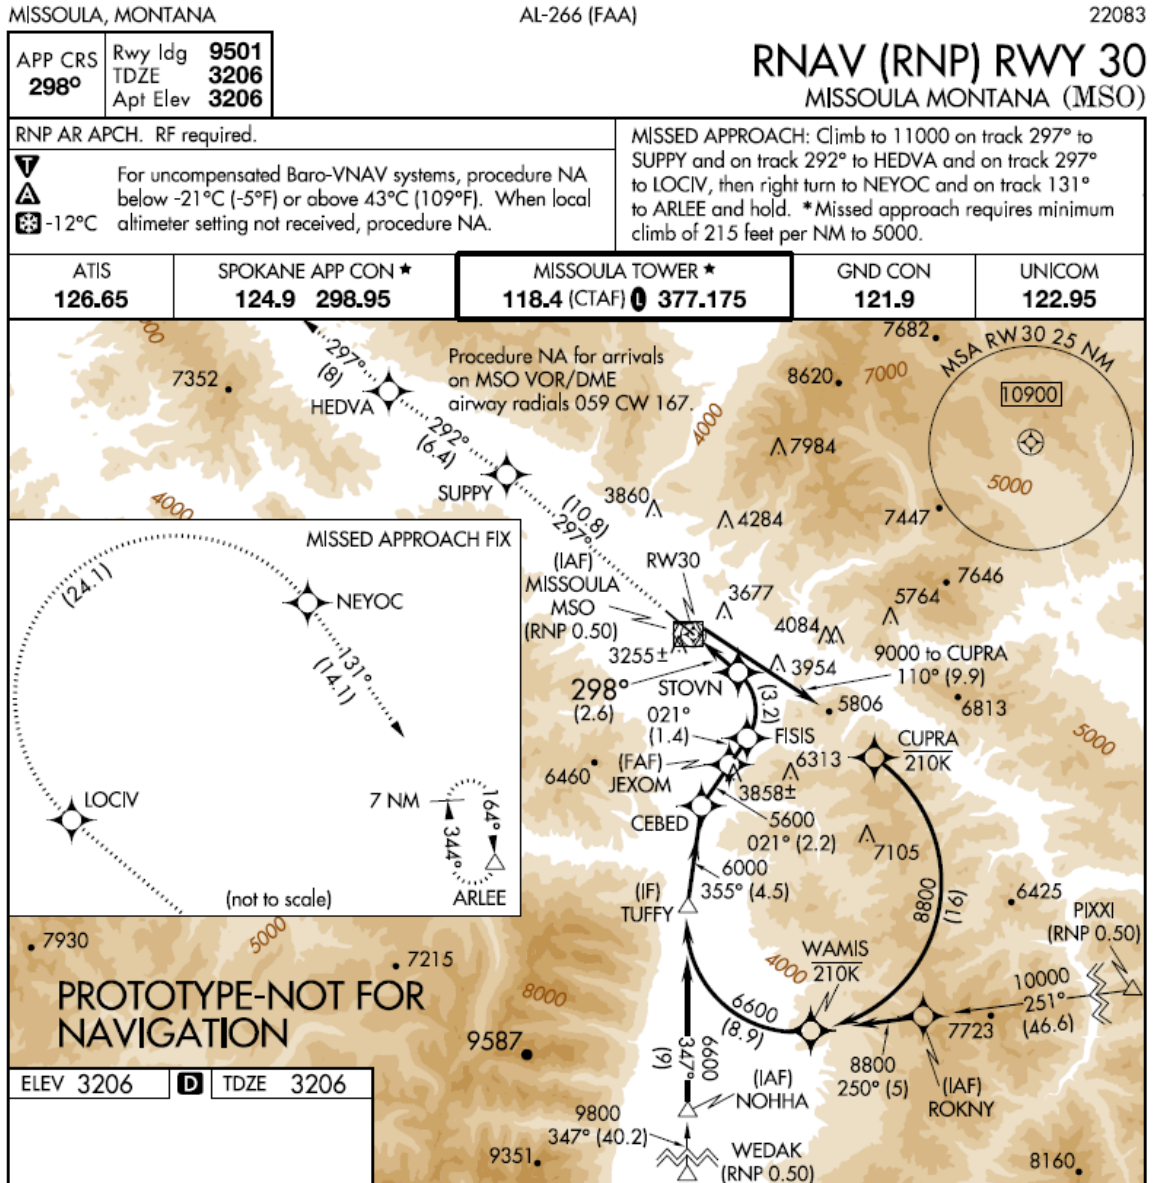 MISSOULA, MONTANA
AL-266 (FAA)
22083
APP CRS
298°
Rwy ldg 9501
TDZE 3206
Apt Elev 3206
RNAV (RNP) RWY 30
MISSOULA MONTANA (MSO)
RNP AR APCH. RF required.
T
A
-12°C
For uncompensated Baro-VNAV systems, procedure NA
below -21°C (-5°F) or above 43°C (109°F). When local
altimeter setting not received, procedure NA.
MISSED APPROACH: Climb to 11000 on track 297° to
SUPPY and on track 292° to HEDVA and on track 297°
to LOCIV, then right turn to NEYOC and on track 131°
to ARLEE and hold. *Missed approach requires minimum
climb of 215 feet per NM to 5000.
ATIS
126.65
SPOKANE APP CON ★
124.9 298.95
MISSOULA TOWER ★
118.4 (CTAF) L 377.175
GND CON
121.9
UNICOM
122.95
000
297°
(8)
7352
HEDVA
Procedure NA for arrivals
on MSO VOR/DME
airway radials 059 CW 167.
7682
8620
7000
MSA RW30 25 NM
10900
292°
(6.4)
4000
7984
SUPPY
4000
3860
4284
5000
7447
(10.8)
297°
MISSED APPROACH FIX
(24.1)
NEYOC
131°
(14.1)
LOCIV
7 NM
164°
344°
ARLEE
(not to scale)
(IAF)
MISSOULA
MSO
(RNP 0.50)
RW30
3677
7646
5764
4084
3255±
3954
9000 to CUPRA
110° (9.9)
298°
(2.6)
STOVN
(3.2)
5806
6813
5000
021°
(1.4)
FISIS
CUPRA
210K
6460
(FAF)
JEXOM
6313
3858±
CEBED
5600
021° (2.2)
7105
6000
355° (4.5)
(IF)
TUFFY
8800
(16)
6425
PIXXI
(RNP 0.50)
7930
5000
7215
8000
WAMIS
210K
4000
10000
251°
(46.6)
PROTOTYPE-NOT FOR
NAVIGATION
9587
6600
(8.9)
7723
6600
347°
(9)
8800
250° (5)
(IAF)
ROKNY
(IAF)
NOHHA
ELEV 3206
D
TDZE 3206
9800
347° (40.2)
9351
WEDAK
(RNP 0.50)
8160